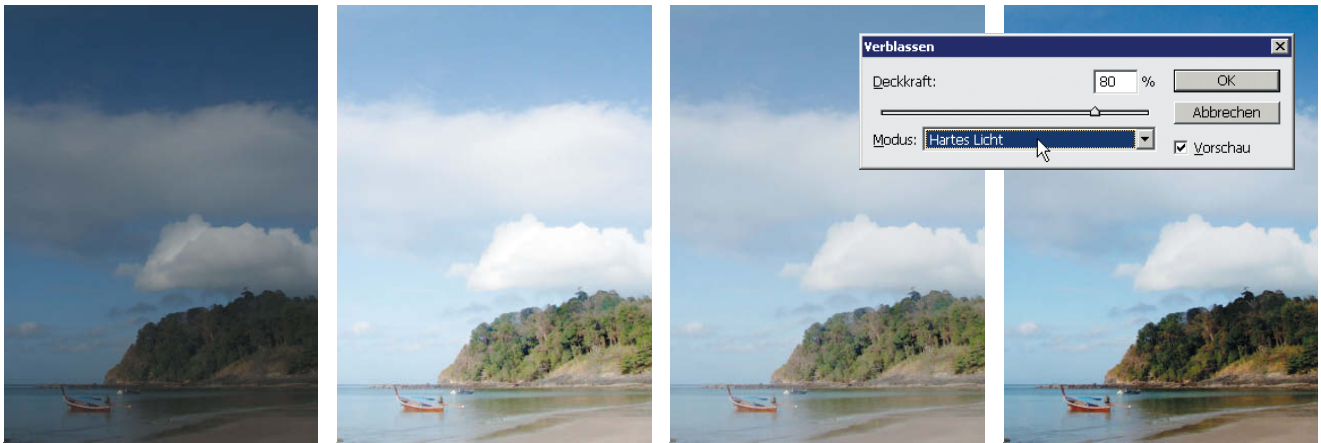 Verblassen
Deckkraft: 80 % OK
Abbrechen
Modus: Hartes Licht
Vorschau